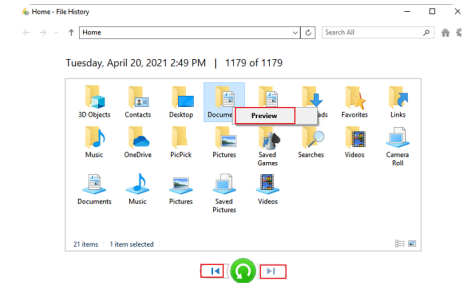 Home - File History
Home
Search All
Tuesday, April 20, 2021 2:49 PM | 1179 of 1179
3D Objects Contacts Desktop Docume Preview ads Favorites Links
Music OneDrive PicPick Pictures Saved Games Searches Videos Camera Roll
Documents Music Pictures Saved Pictures Videos
21 items 1 item selected